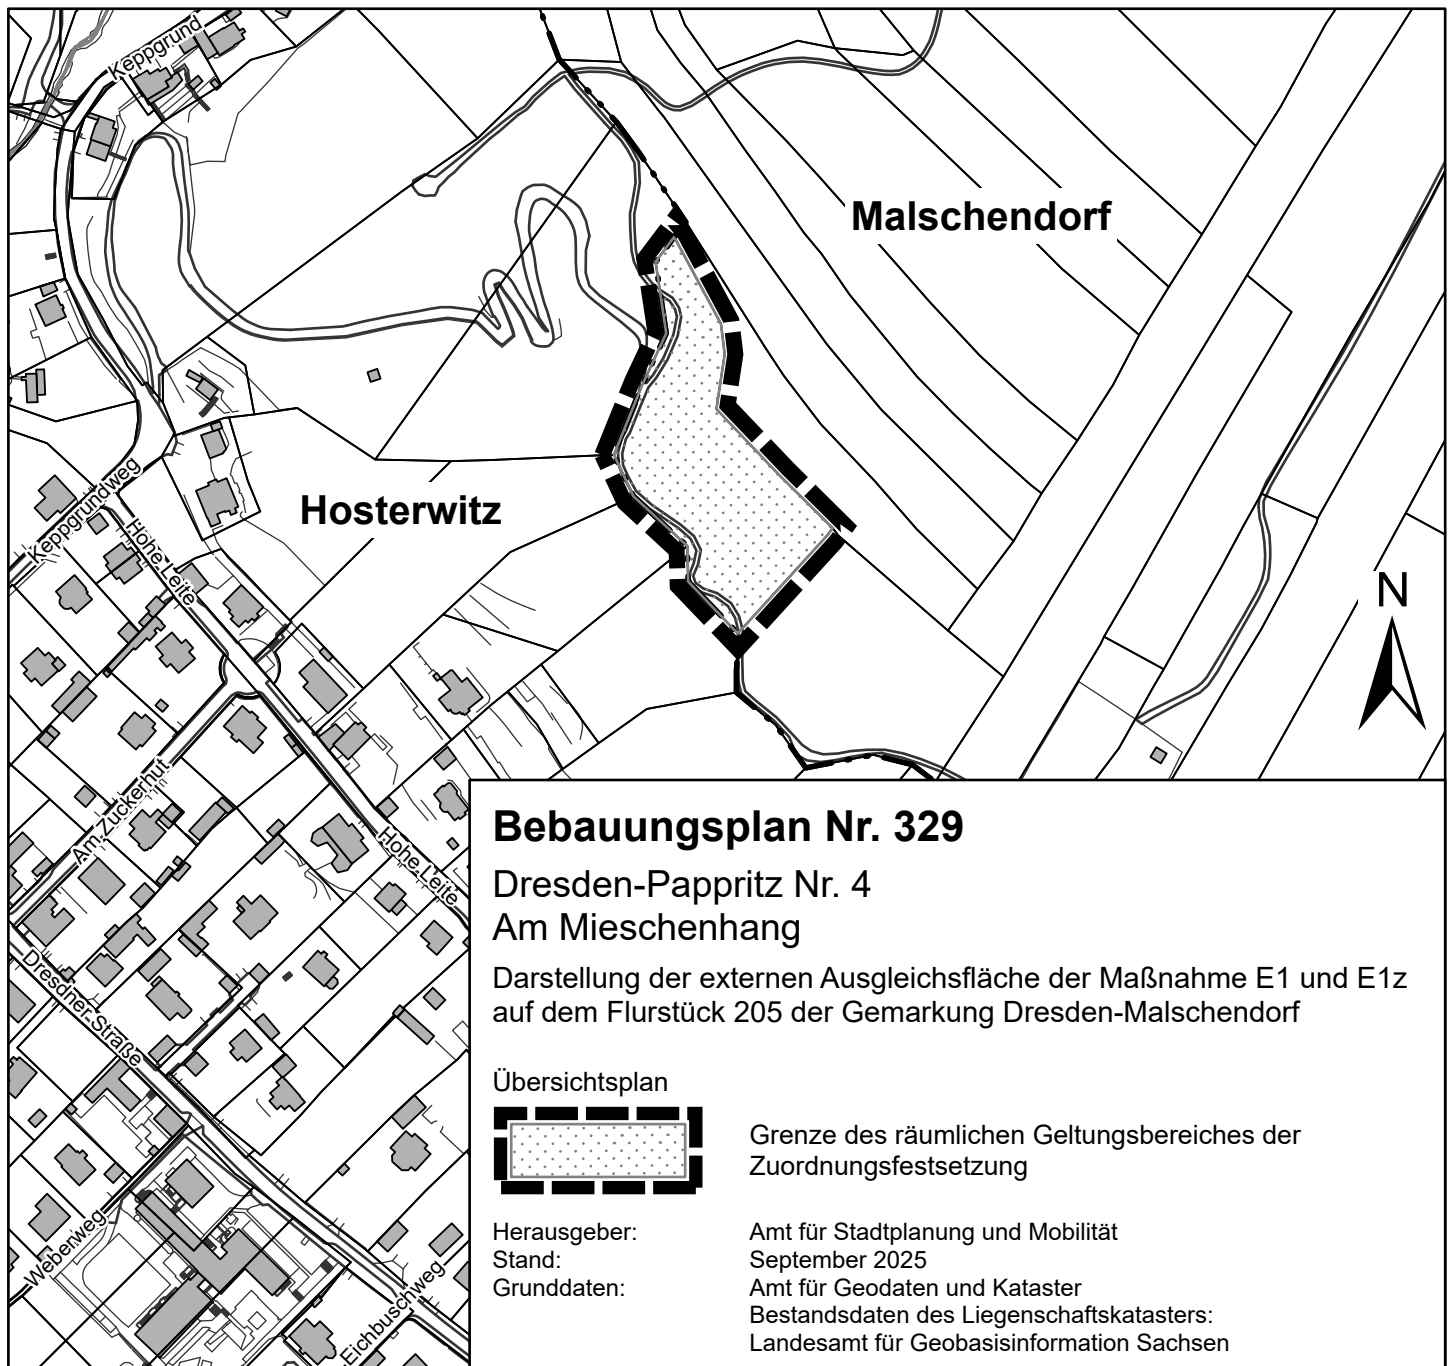 Keppgrund
Malschendorf
Hosterwitz
Keppgrundweg
Hohe Leite
N
Am Zuckerhut
Hohe Leite
Dresdner Straße
Weberweg
Eichbuschweg
Bebauungsplan Nr. 329
Dresden-Pappritz Nr. 4
Am Mieschenhang
Darstellung der externen Ausgleichsfläche der Maßnahme E1 und E1z
auf dem Flurstück 205 der Gemarkung Dresden-Malschendorf
Übersichtsplan
Grenze des räumlichen Geltungsbereiches der
Zuordnungsfestsetzung
Herausgeber: Amt für Stadtplanung und Mobilität
Stand: September 2025
Grunddaten: Amt für Geodaten und Kataster
Bestandsdaten des Liegenschaftskatasters:
Landesamt für Geobasisinformation Sachsen